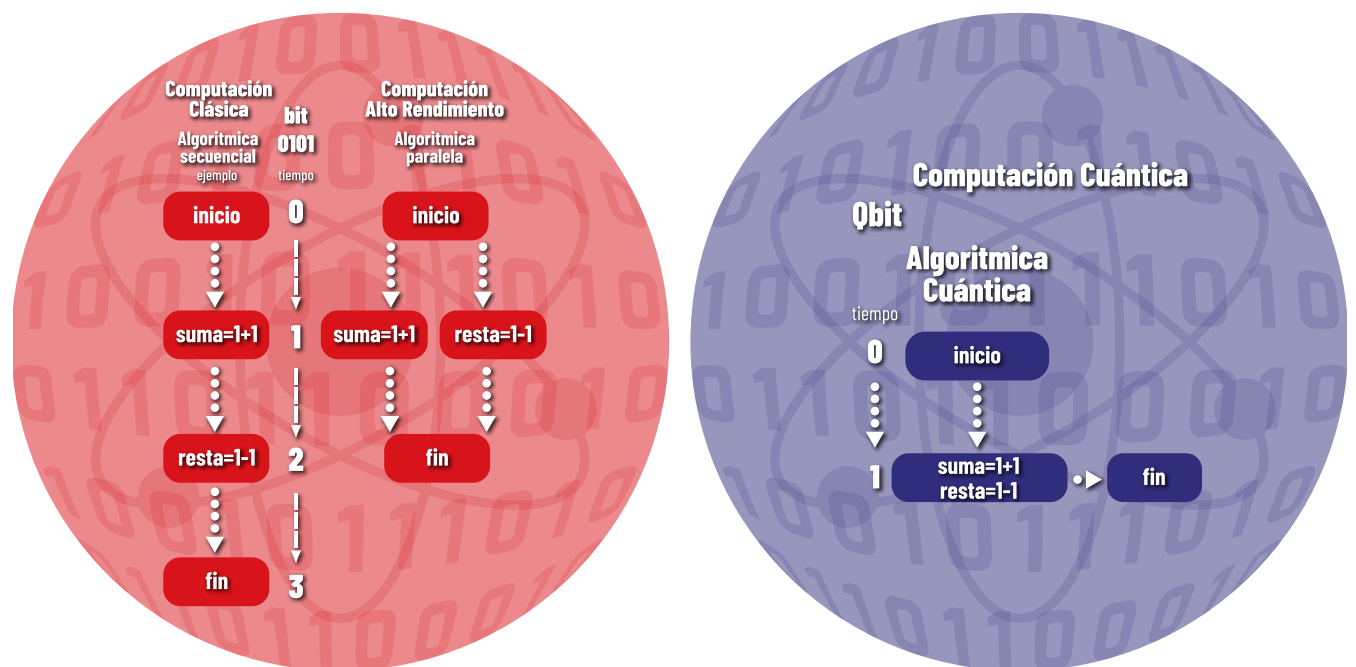 Computación
Clásica
Algoritmica
secuencial
ejemplo
bit
0101
tiempo
Computación
Alto Rendimiento
Algoritmica
paralela
inicio
0
inicio
suma=1+1
1
suma=1+1
resta=1-1
resta=1-1
2
fin
fin
3
Computación Cuántica
Qbit
Algoritmica
Cuántica
tiempo
0
inicio
1
suma=1+1
resta=1-1
fin